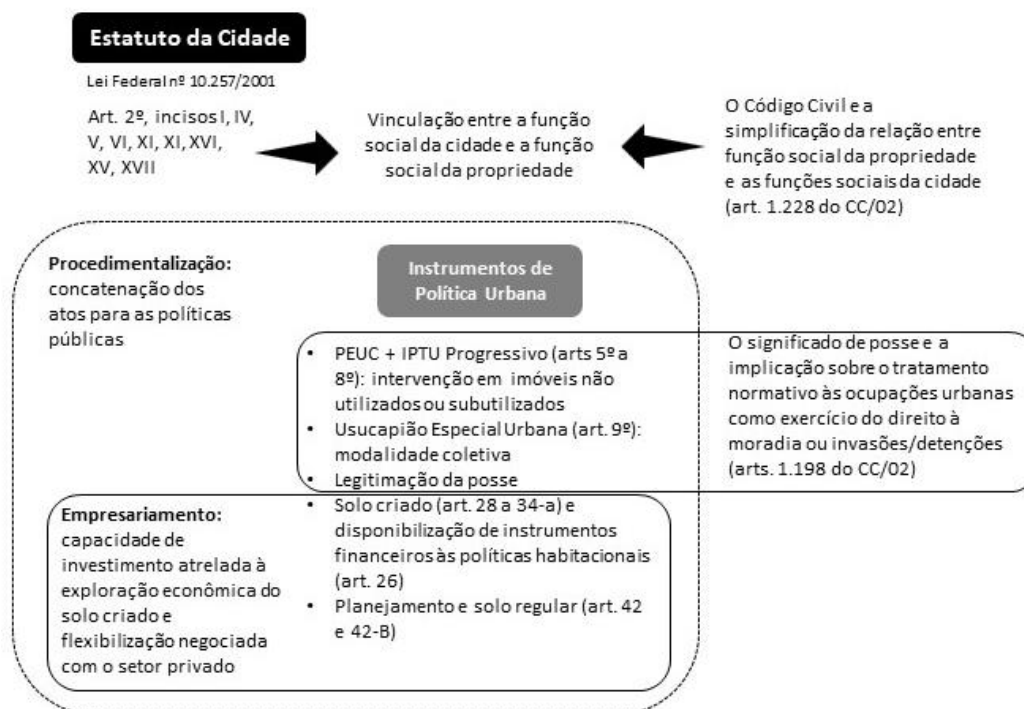 Estatuto da Cidade
Lei Federal nº 10.257/2001
Art. 2º, incisos I, IV,
V, VI, XI, XI, XVI,
XV, XVII
Vinculação entre a função
social da cidade e a função
social da propriedade
O Código Civil e a
simplificação da relação entre
função social da propriedade
e as funções sociais da cidade
(art. 1.228 do CC/02)
Procedimentalização:
concatenação dos
atos para as políticas
públicas
Instrumentos de
Política Urbana
• PEUC + IPTU Progressivo (arts 5º a
8º): intervenção em imóveis não
utilizados ou subutilizados
• Usucapião Especial Urbana (art. 9º):
modalidade coletiva
• Legitimação da posse
• Solo criado (art. 28 a 34-a) e
disponibilização de instrumentos
financeiros às políticas habitacionais
(art. 26)
• Planejamento e solo regular (art. 42
e 42-B)
O significado de posse e a
implicação sobre o tratamento
normativo às ocupações urbanas
como exercício do direito à
moradia ou invasões/detenções
(arts. 1.198 do CC/02)
Empresariamento:
capacidade de
investimento atrelada à
exploração econômica do
solo criado e
flexibilização negociada
com o setor privado